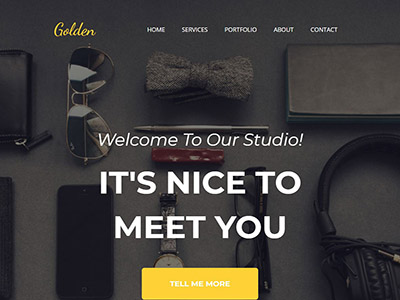 Golden
HOME SERVICES PORTFOLIO ABOUT CONTACT
Welcome To Our Studio!
IT'S NICE TO
MEET YOU
TELL ME MORE